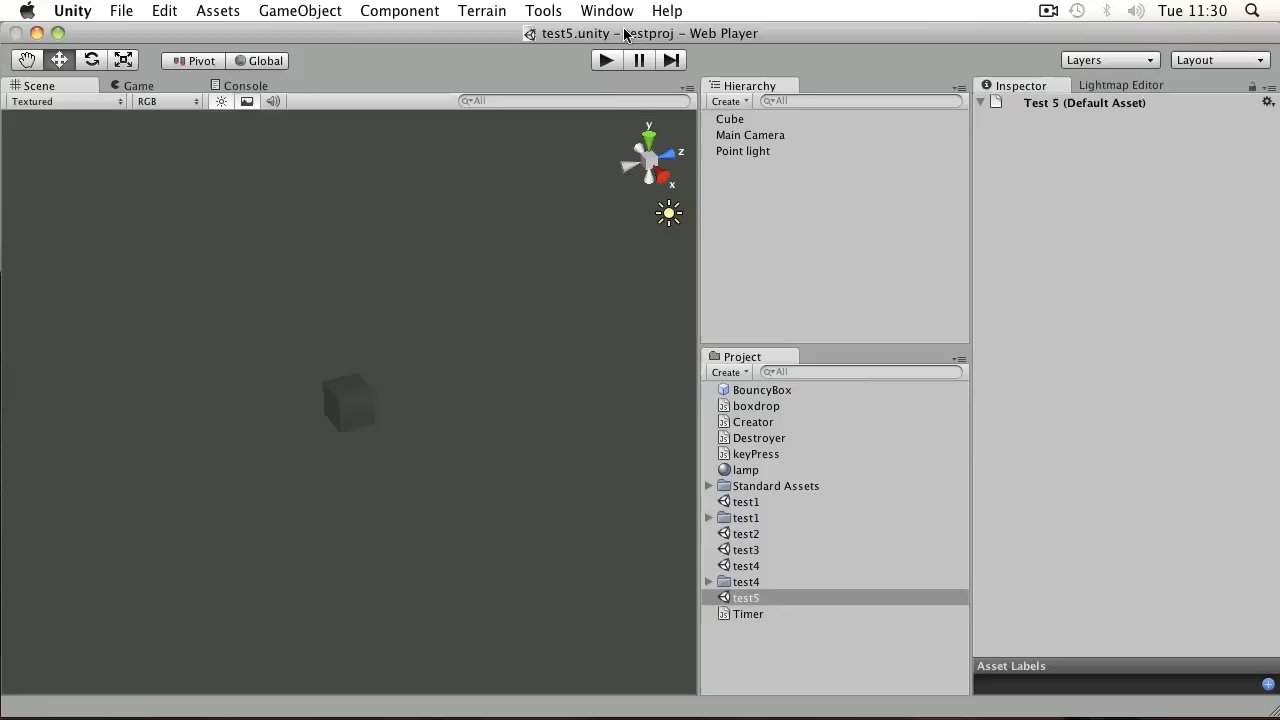 Unity File Edit Assets GameObject Component Terrain Tools Window Help Tue 11:30
test5.unity – testproj – Web Player
Pivot Global Layers Layout
Scene Game Console
Textured RGB All
y
z
x
Hierarchy
Create All
Cube
Main Camera
Point light
Project
Create All
BouncyBox
boxdrop
Creator
Destroyer
keyPress
lamp
Standard Assets
test1
test1
test2
test3
test4
test4
test5
Timer
Inspector Lightmap Editor
Test 5 (Default Asset)
Asset Labels